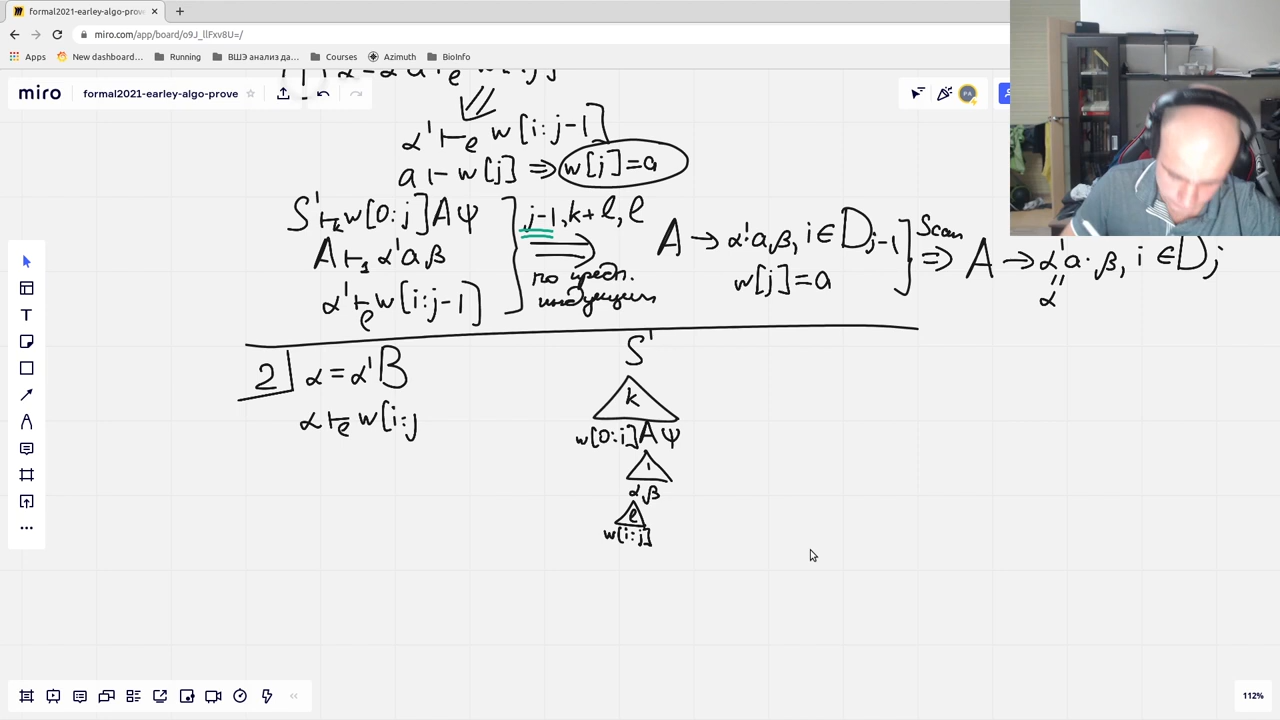 formal2021-earley-algo-prove
miro.com/app/board/o9J_llFxv8U=/
Apps New dashboard... Running ВШЭ анализ да... Courses Azimuth BioInfo
miro formal2021-earley-algo-prove
α' ⊢ℓ w[i:j-1]
a ⊢ w[j] ⇒ w[j]=a
S' ⊢k w[0:j]Aψ
A ⊢1 α'aβ
α' ⊢ℓ w[i:j-1]
j-1, k+ℓ, ℓ
⇒
по предп.
индукции
A → α'·aβ, i ∈ Dj-1
w[j]=a
Scan
⇒ A → α'a·β, i ∈ Dj
α
2 α = α'B
α ⊢ℓ w[i:j
S'
k
w[0:i]Aψ
1
αβ
ℓ
w[i:j]
112%